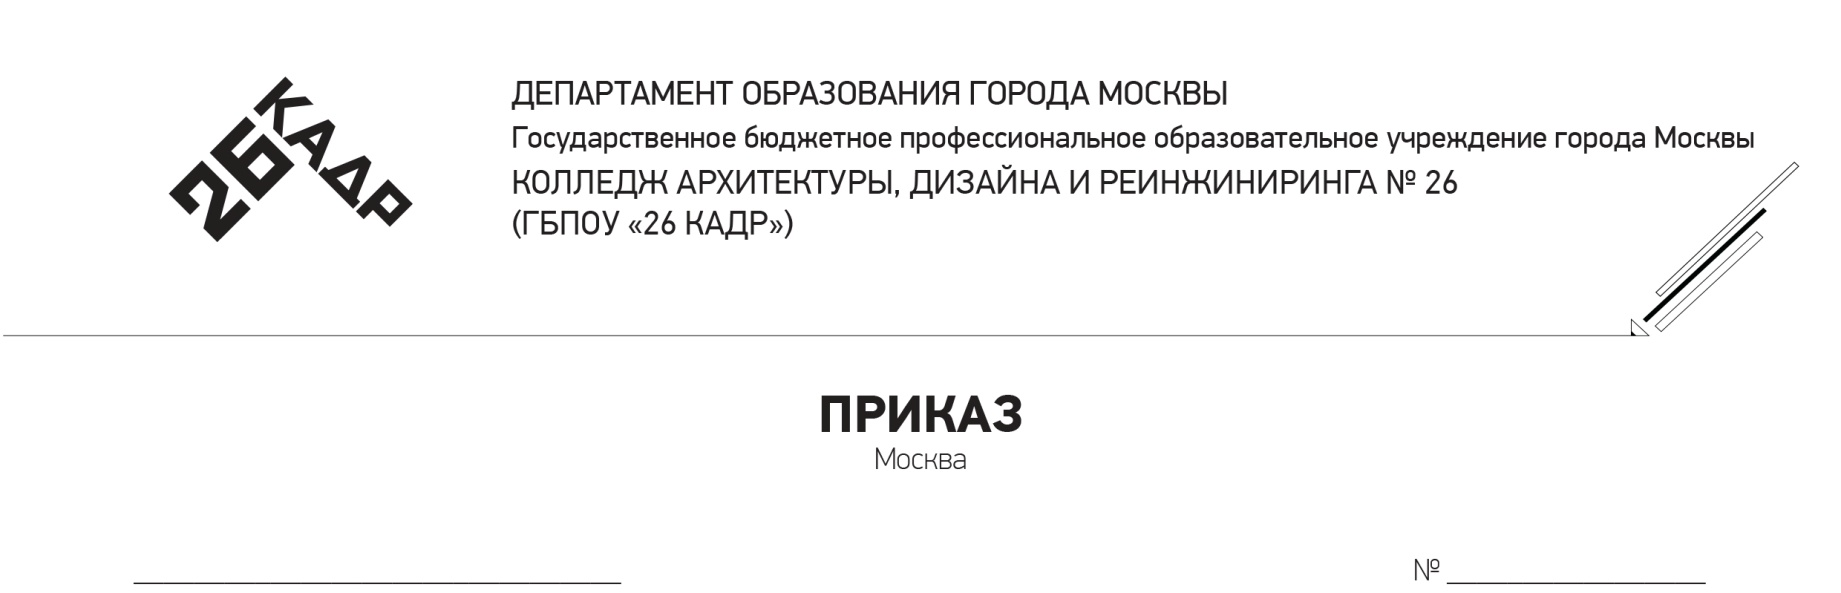 26
КАДР
ДЕПАРТАМЕНТ ОБРАЗОВАНИЯ ГОРОДА МОСКВЫ
Государственное бюджетное профессиональное образовательное учреждение города Москвы
КОЛЛЕДЖ АРХИТЕКТУРЫ, ДИЗАЙНА И РЕИНЖИНИРИНГА № 26
(ГБПОУ «26 КАДР»)
ПРИКАЗ
Москва
№